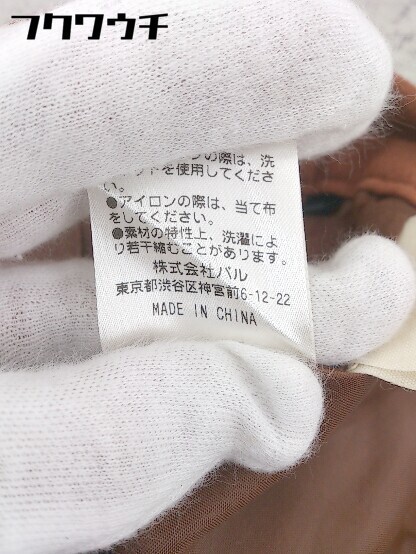 フクワウチ
の際は、洗
ットを使用してくださ
い。
●アイロンの際は、当て布
をしてください。
●素材の特性上、洗濯によ
り若干縮むことがあります。
株式会社パル
東京都渋谷区神宮前6-12-22
MADE IN CHINA